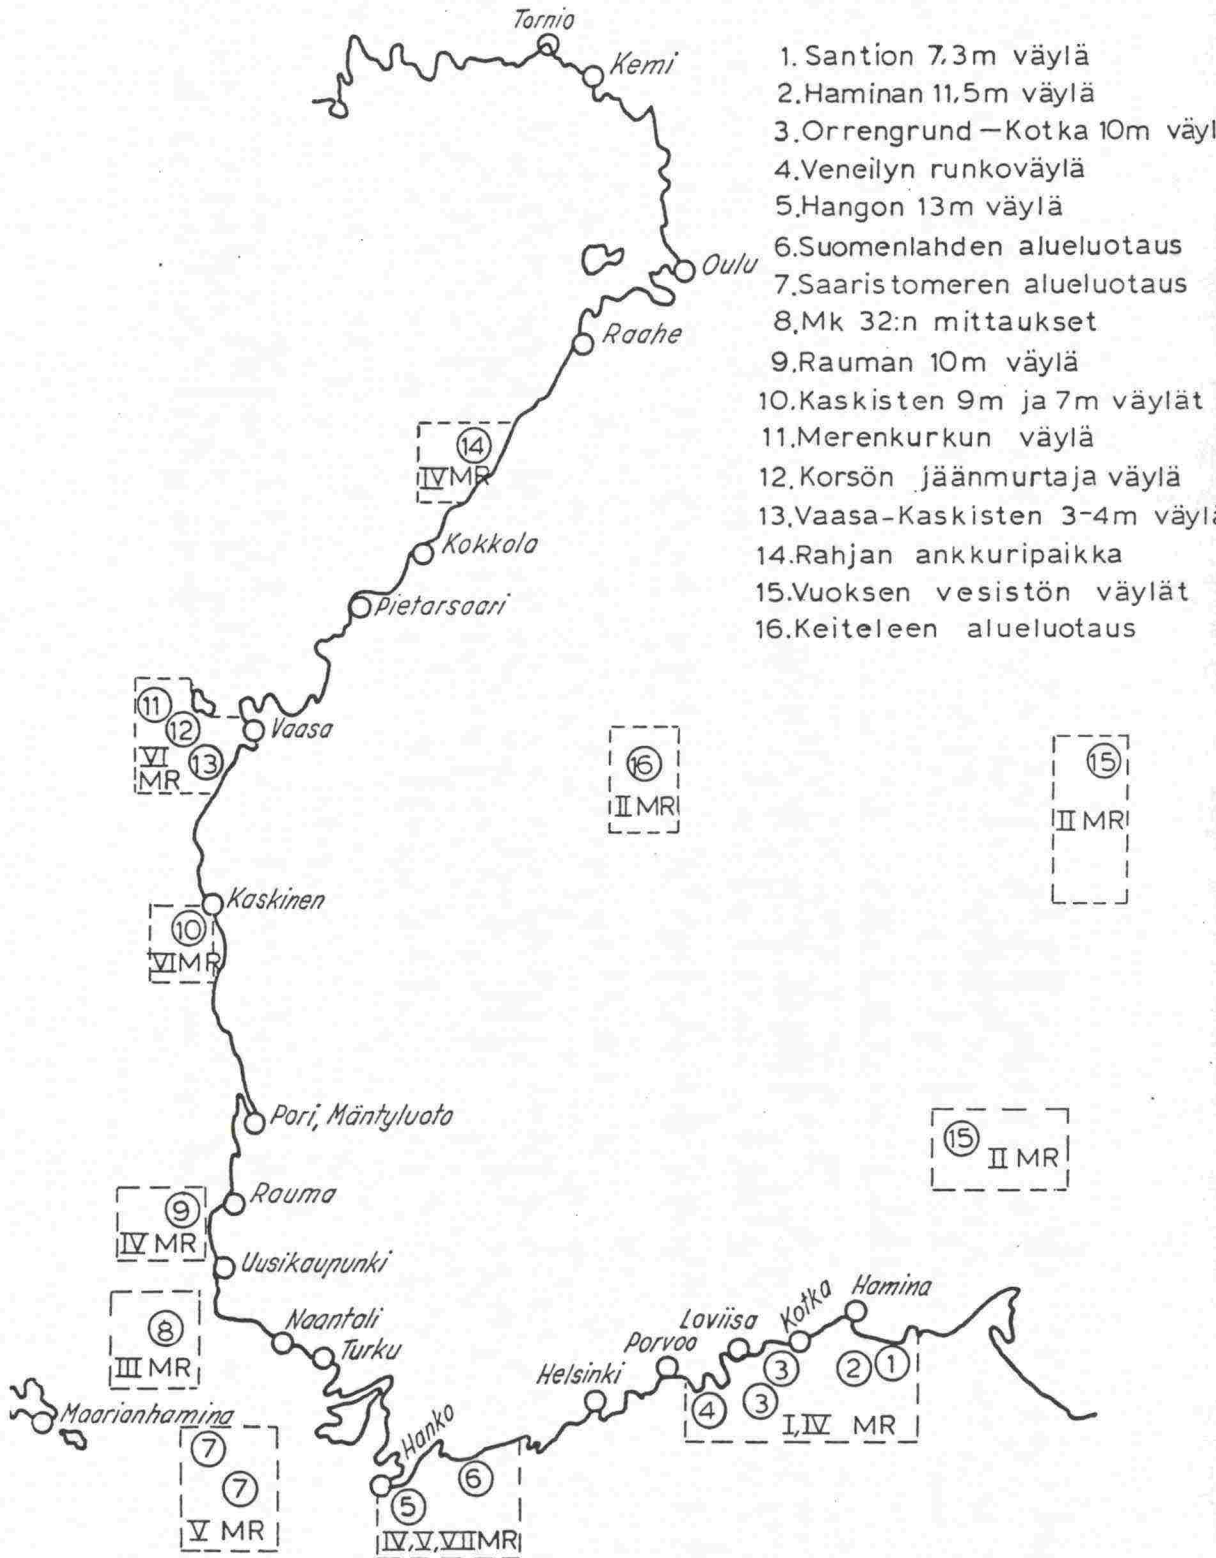 Tornio
Kemi
Oulu
Raahe
1. Santion 7,3m väylä
2. Haminan 11,5m väylä
3. Orrengrund – Kotka 10m väyl
4. Veneilyn runkoväylä
5. Hangon 13m väylä
6. Suomenlahden alueluotaus
7. Saaristomeren alueluotaus
8. Mk 32:n mittaukset
9. Rauman 10m väylä
10. Kaskisten 9m ja 7m väylät
11. Merenkurkun väylä
12. Korsön jäänmurtaja väylä
13. Vaasa-Kaskisten 3-4m väylä
14. Rahjan ankkuripaikka
15. Vuoksen vesistön väylät
16. Keiteleen alueluotaus
14
IV MR
Kokkola
Pietarsaari
11
12
13
VI
MR
Vaasa
16
II MR
15
II MR
Kaskinen
10
VI MR
Pori, Mäntyluoto
15
II MR
Rauma
9
IV MR
Uusikaupunki
8
III MR
Naantali
Turku
Maarianhamina
7
7
V MR
Hanko
5
6
IV, V, VII MR
Helsinki
Porvoo
Loviisa
Kotka
Hamina
4
3
3
2
1
I, IV MR